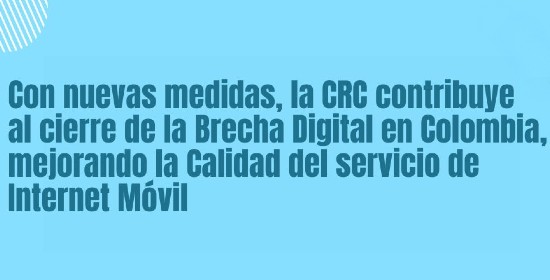 Con nuevas medidas, la CRC contribuye
al cierre de la Brecha Digital en Colombia,
mejorando la Calidad del servicio de
Internet Móvil